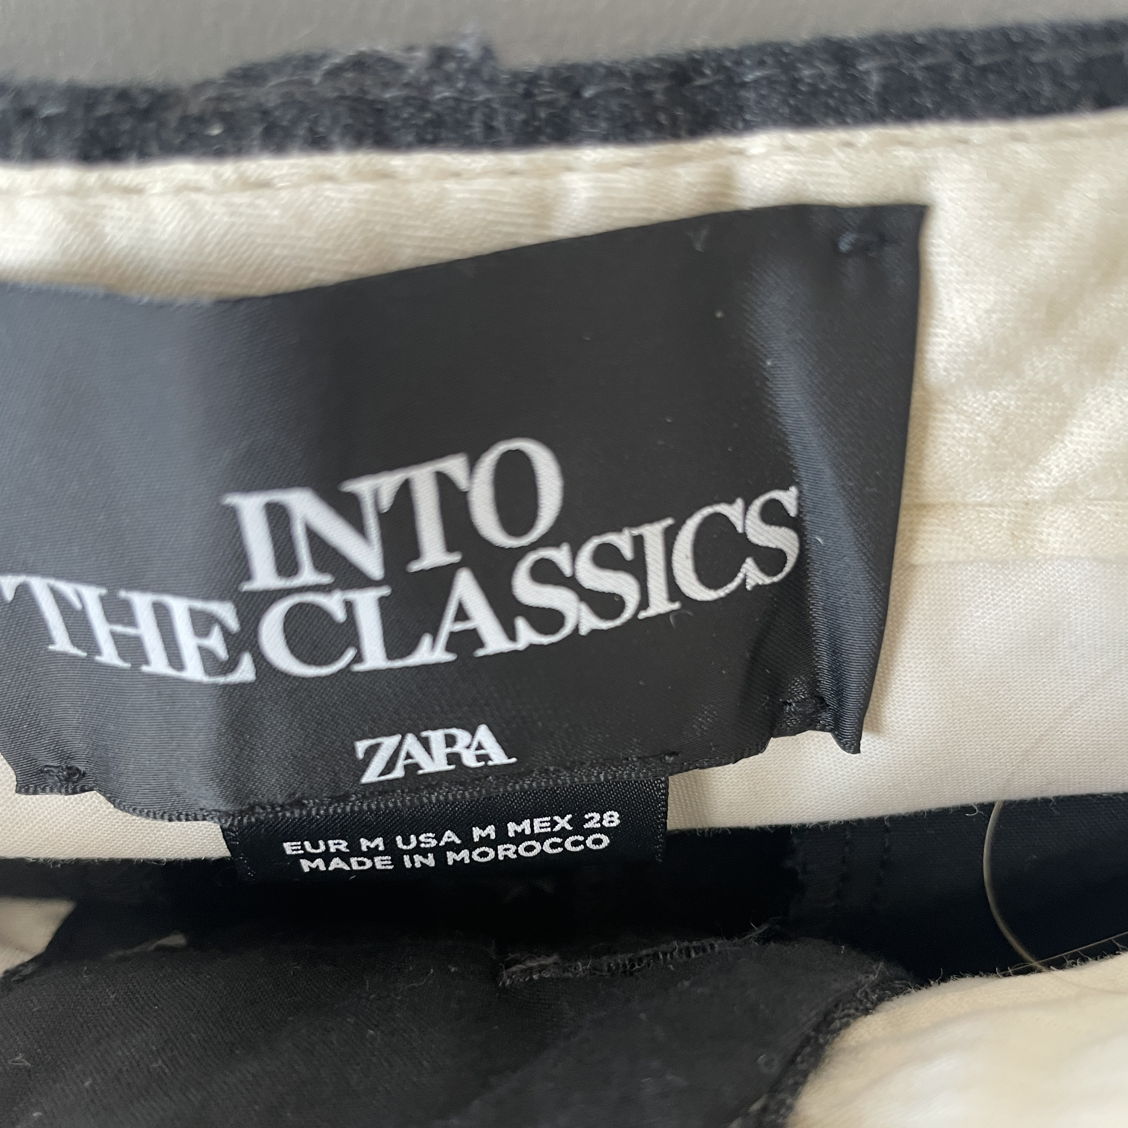 INTO
THE CLASSICS
ZARA
EUR M USA M MEX 28
MADE IN MOROCCO